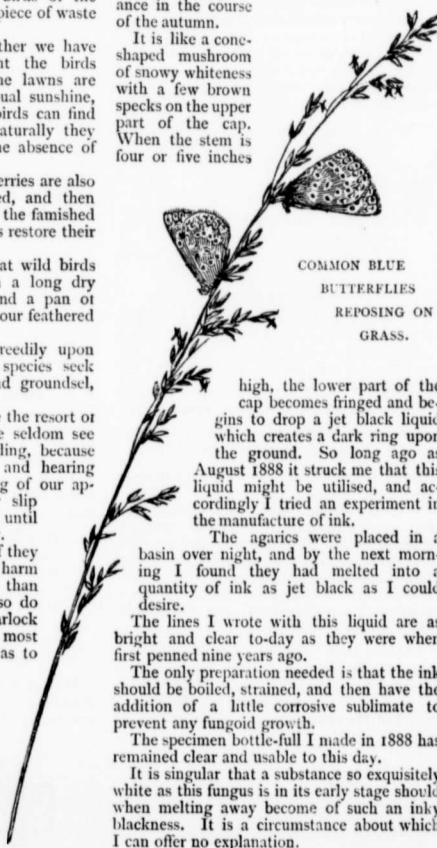 piece of waste
ther we have
nt the birds
ne lawns are
ual sunshine,
birds can find
naturally they
he absence of
erries are also
ed, and then
the famished
s restore their
at wild birds
a long dry
nd a pan of
our feathered
reedily upon
species seek
nd groundsel,
the resort or
e seldom see
ling, because
and hearing
g of our ap-
slip
until
f they
harm
than
so do
rlock
most
as to
ance in the course
of the autumn.
It is like a cone-
shaped mushroom
of snowy whiteness
with a few brown
specks on the upper
part of the cap.
When the stem is
four or five inches
COMMON BLUE
BUTTERFLIES
REPOSING ON
GRASS.
high, the lower part of the
cap becomes fringed and be-
gins to drop a jet black liquid
which creates a dark ring upon
the ground. So long ago as
August 1888 it struck me that this
liquid might be utilised, and ac-
cordingly I tried an experiment in
the manufacture of ink.
The agarics were placed in a
basin over night, and by the next morn-
ing I found they had melted into a
quantity of ink as jet black as I could
desire.
The lines I wrote with this liquid are as
bright and clear to-day as they were when
first penned nine years ago.
The only preparation needed is that the ink
should be boiled, strained, and then have the
addition of a little corrosive sublimate to
prevent any fungoid growth.
The specimen bottle-full I made in 1888 has
remained clear and usable to this day.
It is singular that a substance so exquisitely
white as this fungus is in its early stage should
when melting away become of such an inky
blackness. It is a circumstance about which
I can offer no explanation.